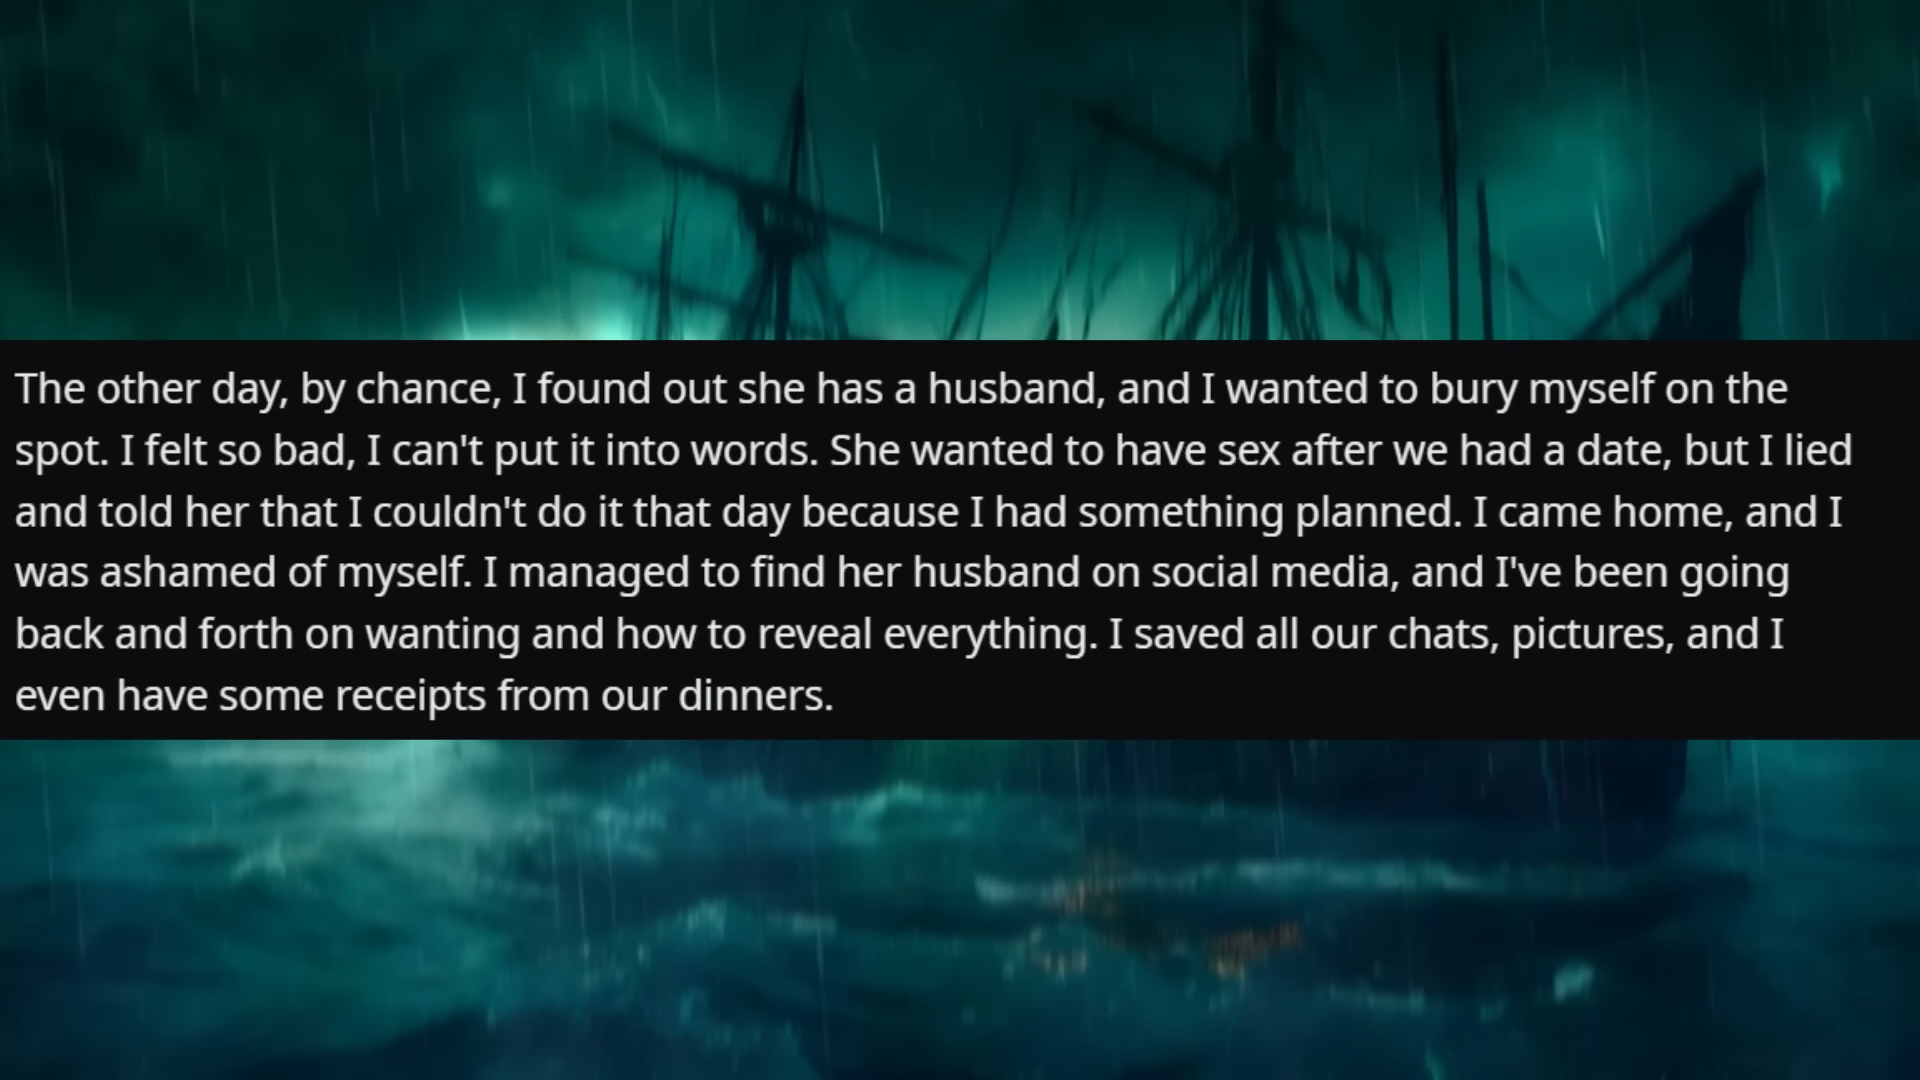 The other day, by chance, I found out she has a husband, and I wanted to bury myself on the
spot. I felt so bad, I can't put it into words. She wanted to have sex after we had a date, but I lied
and told her that I couldn't do it that day because I had something planned. I came home, and I
was ashamed of myself. I managed to find her husband on social media, and I've been going
back and forth on wanting and how to reveal everything. I saved all our chats, pictures, and I
even have some receipts from our dinners.